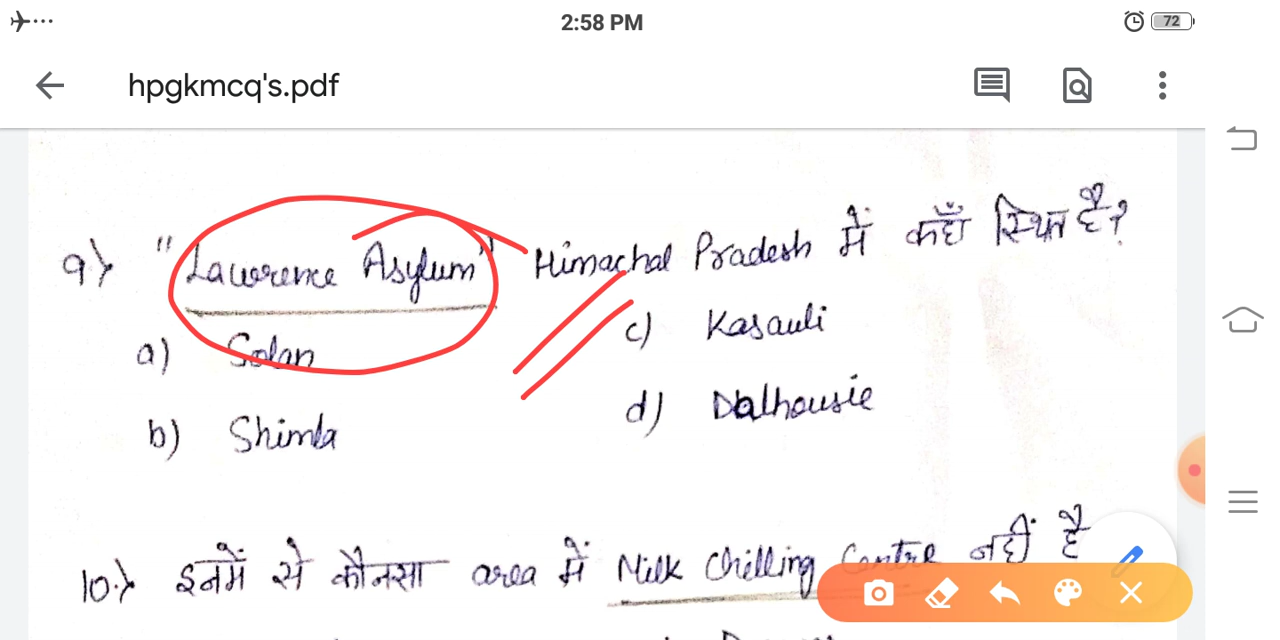 2:58 PM
72
hpgkmcq's.pdf
9) "Lawrence Asylum" Himachal Pradesh में कहाँ स्थित है?
a) Solan
c) Kasauli
b) Shimla
d) Dalhousie
10.) इनमें से कौनसा area में Milk Chilling Centre नहीं है